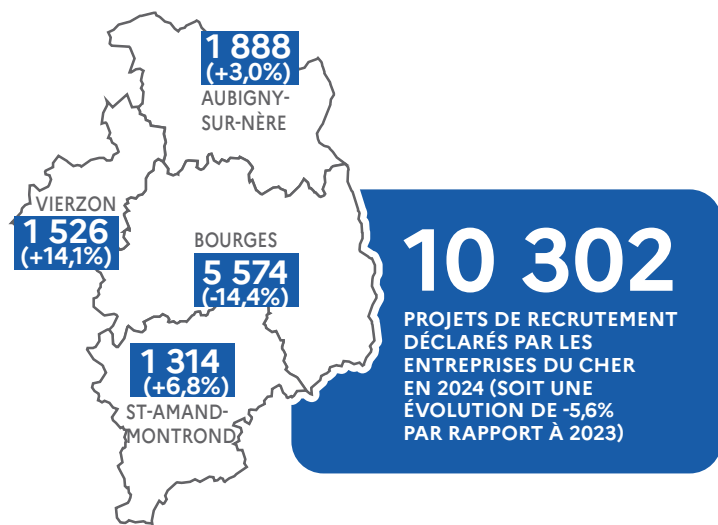 1 888
(+3,0%)
AUBIGNY-
SUR-NÈRE
VIERZON
1 526
(+14,1%)
BOURGES
5 574
(-14,4%)
1 314
(+6,8%)
ST-AMAND-
MONTROND
10 302
PROJETS DE RECRUTEMENT
DÉCLARÉS PAR LES
ENTREPRISES DU CHER
EN 2024 (SOIT UNE
ÉVOLUTION DE -5,6%
PAR RAPPORT À 2023)